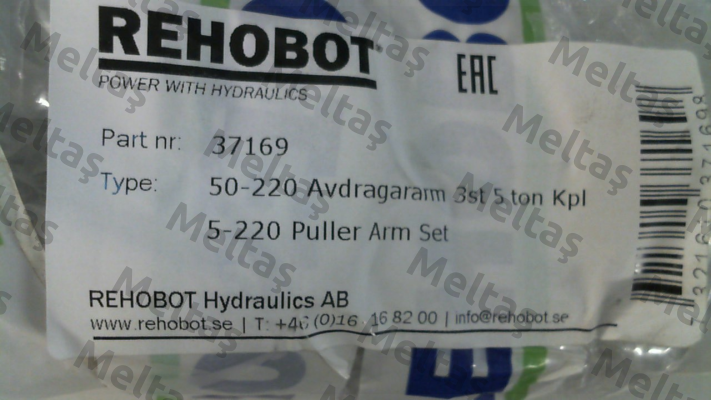 REHOBOT
POWER WITH HYDRAULICS
EAC
Part nr: 37169
Type: 50-220 Avdragararm 3st 5 ton Kpl
5-220 Puller Arm Set
REHOBOT Hydraulics AB
www.rehobot.se | T: +46 (0)16 16 82 00 | info@rehobot.se
Meltaş